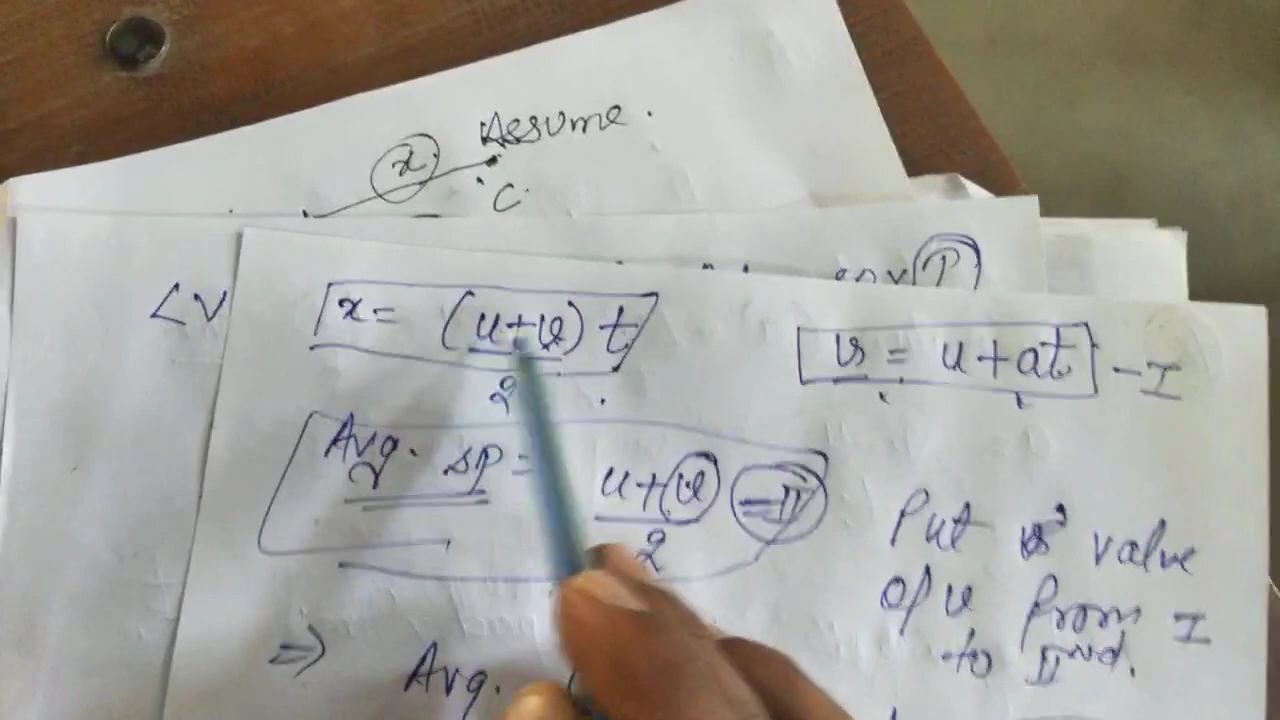 Assume.
x
C
<V
x = (u+v) t
2
v = u + at - I
Avg. sp = u+v - II
2
Put value
of v from I
to IInd.
⇒ Avg.